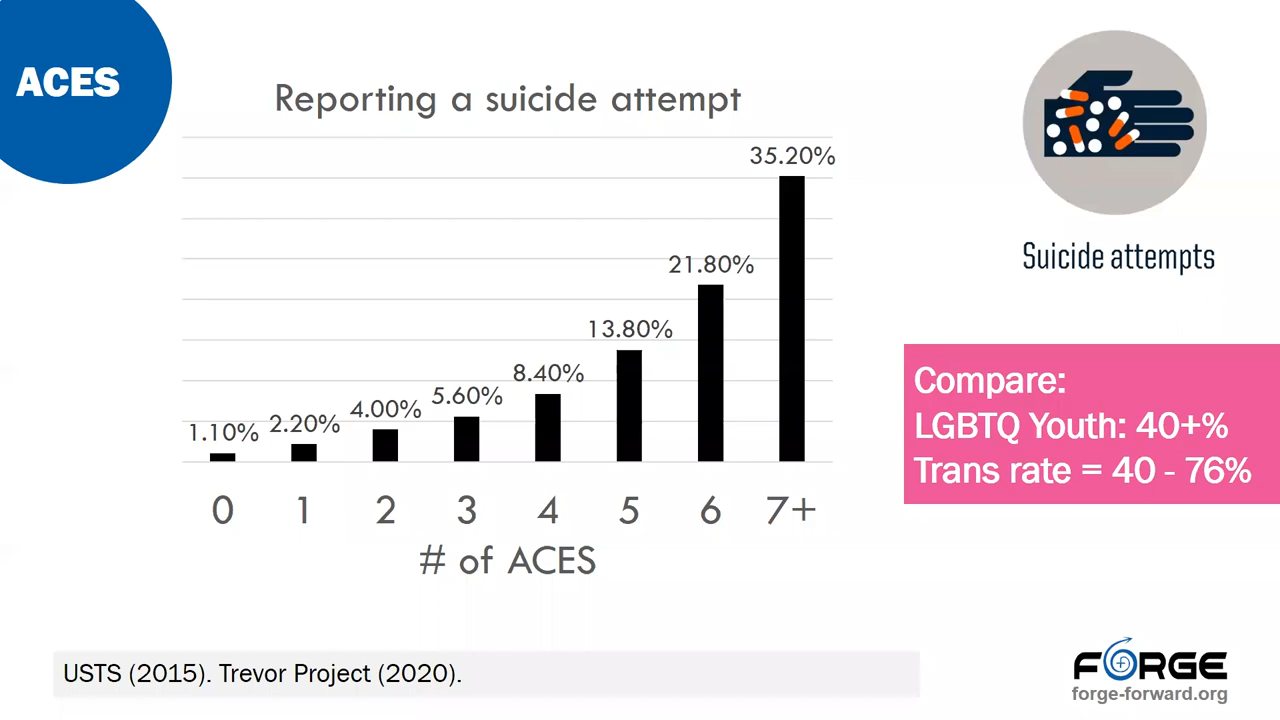 ACES
Reporting a suicide attempt
35.20%
21.80%
13.80%
8.40%
5.60%
4.00%
2.20%
1.10%
0 1 2 3 4 5 6 7+
# of ACES
Suicide attempts
Compare:
LGBTQ Youth: 40+%
Trans rate = 40 - 76%
USTS (2015). Trevor Project (2020).
FORGE
forge-forward.org